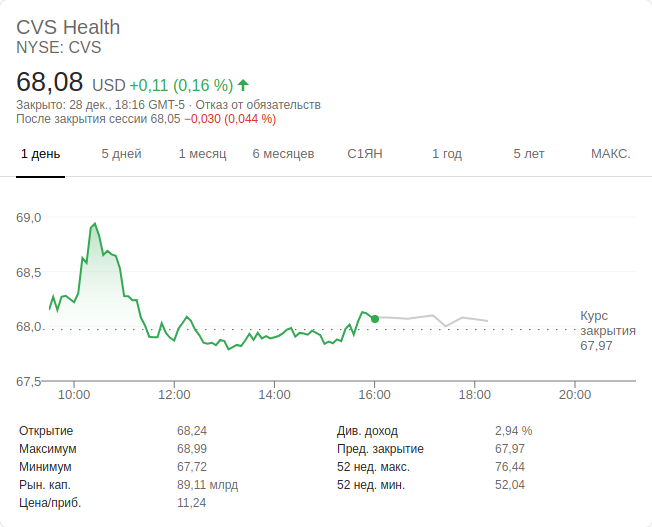 CVS Health
NYSE: CVS
68,08 USD +0,11 (0,16 %)
Закрыто: 28 дек., 18:16 GMT-5 · Отказ от обязательств
После закрытия сессии 68,05 −0,030 (0,044 %)
1 день 5 дней 1 месяц 6 месяцев С1ЯН 1 год 5 лет МАКС.
69,0
68,5
68,0
67,5
Курс
закрытия
67,97
10:00 12:00 14:00 16:00 18:00 20:00
Открытие 68,24 Див. доход 2,94 %
Максимум 68,99 Пред. закрытие 67,97
Минимум 67,72 52 нед. макс. 76,44
Рын. кап. 89,11 млрд 52 нед. мин. 52,04
Цена/приб. 11,24